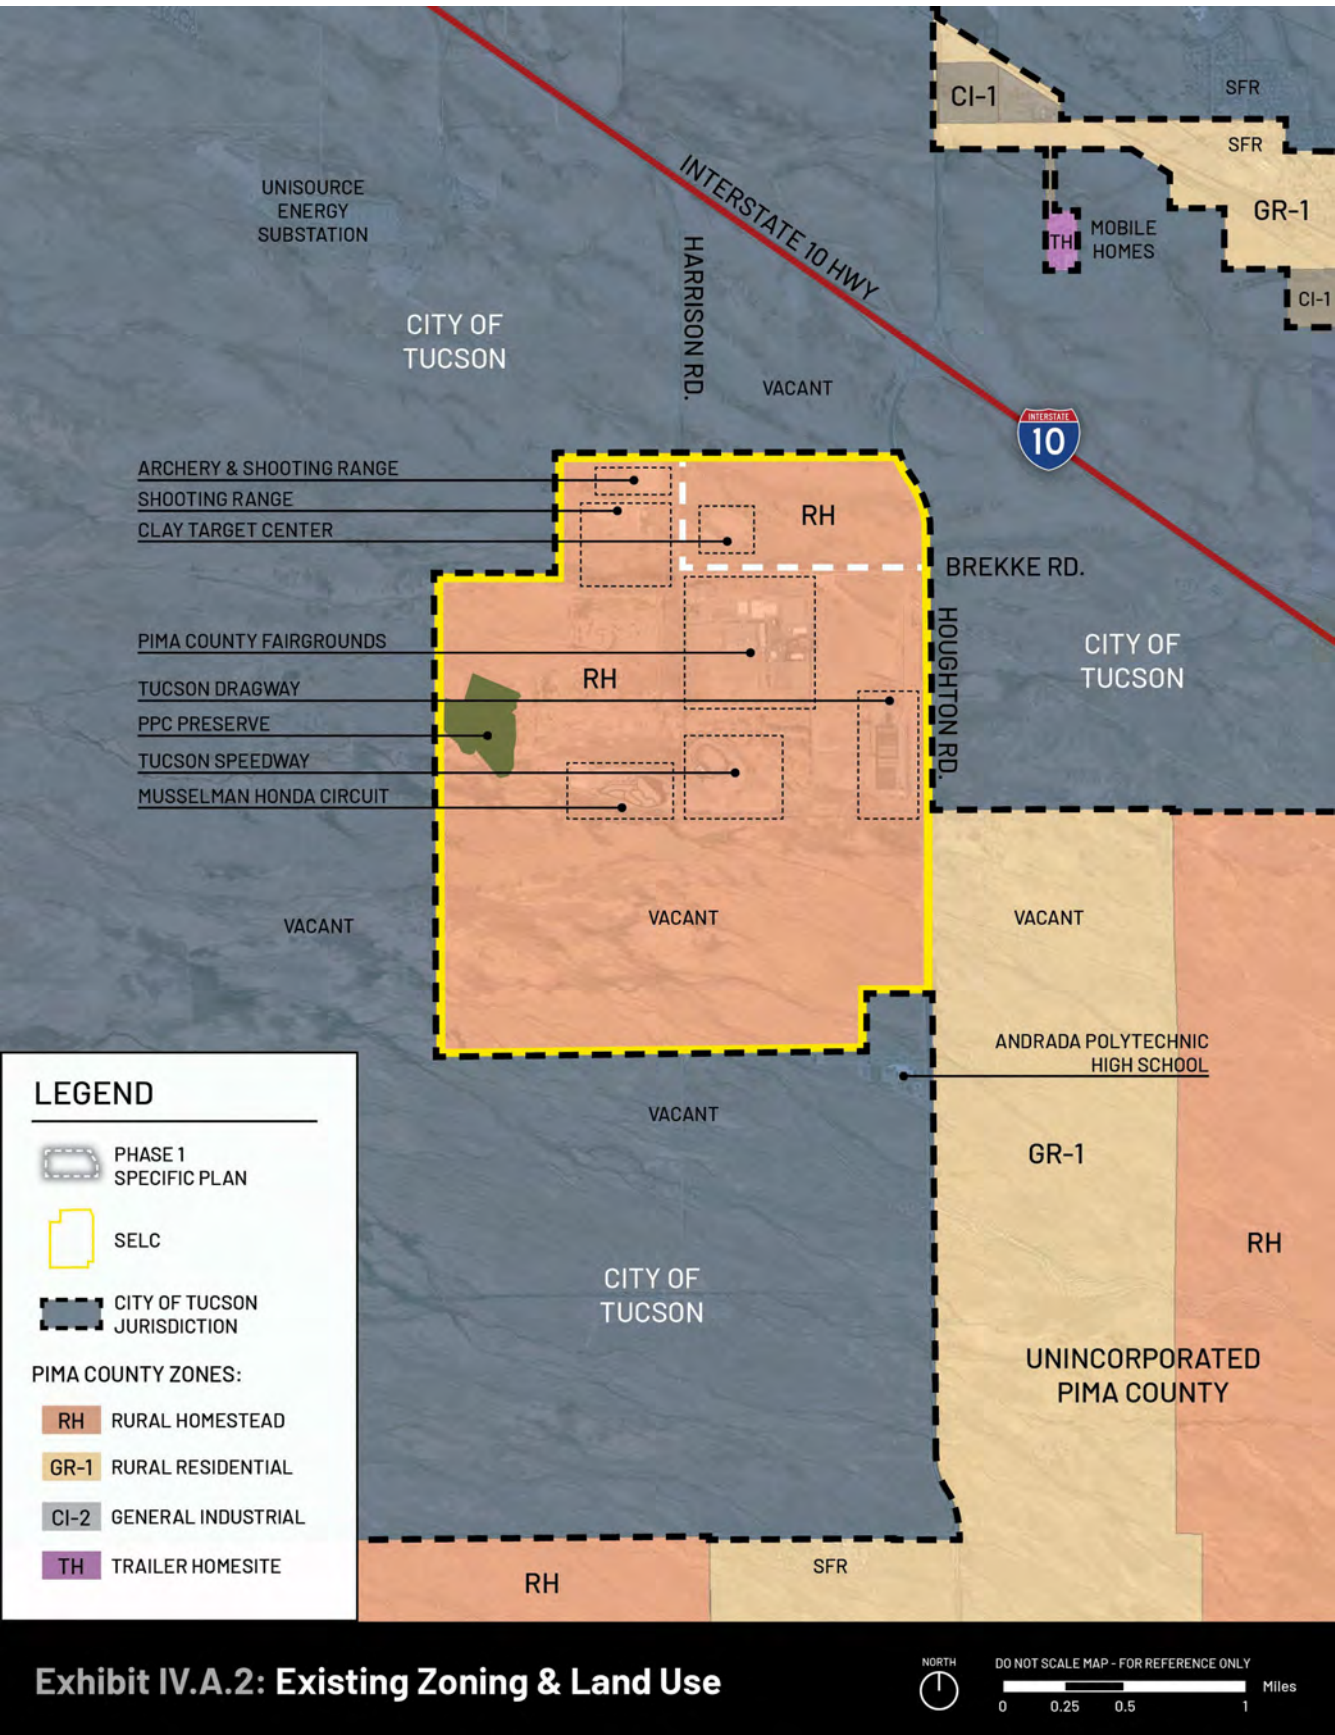 CI-1
SFR
SFR
GR-1
UNISOURCE
ENERGY
SUBSTATION
INTERSTATE 10 HWY
TH
MOBILE
HOMES
CI-1
HARRISON RD.
CITY OF
TUCSON
VACANT
INTERSTATE
10
ARCHERY & SHOOTING RANGE
SHOOTING RANGE
CLAY TARGET CENTER
RH
BREKKE RD.
PIMA COUNTY FAIRGROUNDS
RH
HOUGHTON RD.
CITY OF
TUCSON
TUCSON DRAGWAY
PPC PRESERVE
TUCSON SPEEDWAY
MUSSELMAN HONDA CIRCUIT
VACANT
VACANT
VACANT
ANDRADA POLYTECHNIC
HIGH SCHOOL
VACANT
GR-1
RH
CITY OF
TUCSON
UNINCORPORATED
PIMA COUNTY
RH
SFR
LEGEND
PHASE 1
SPECIFIC PLAN
SELC
CITY OF TUCSON
JURISDICTION
PIMA COUNTY ZONES:
RH RURAL HOMESTEAD
GR-1 RURAL RESIDENTIAL
CI-2 GENERAL INDUSTRIAL
TH TRAILER HOMESITE
Exhibit IV.A.2: Existing Zoning & Land Use
NORTH
DO NOT SCALE MAP - FOR REFERENCE ONLY
Miles
0 0.25 0.5 1